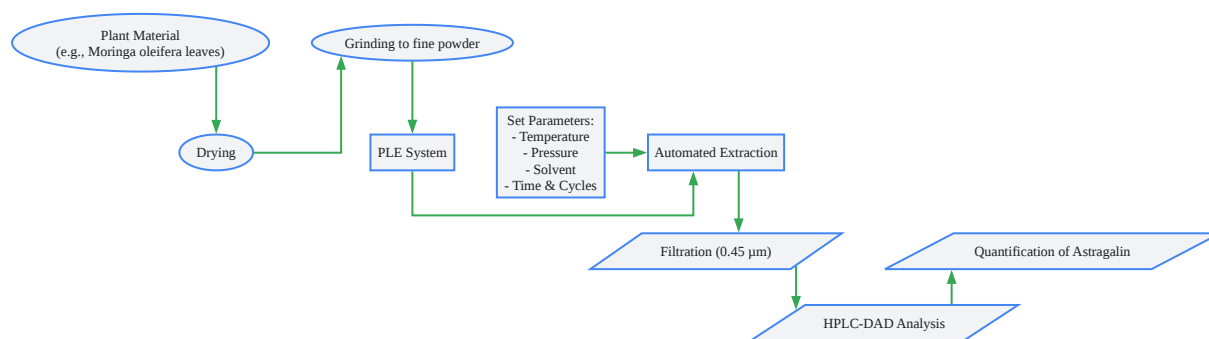 Plant Material
(e.g., Moringa oleifera leaves)
Grinding to fine powder
Drying
PLE System
Set Parameters:
- Temperature
- Pressure
- Solvent
- Time & Cycles
Automated Extraction
Filtration (0.45 µm)
Quantification of Astragalin
HPLC-DAD Analysis